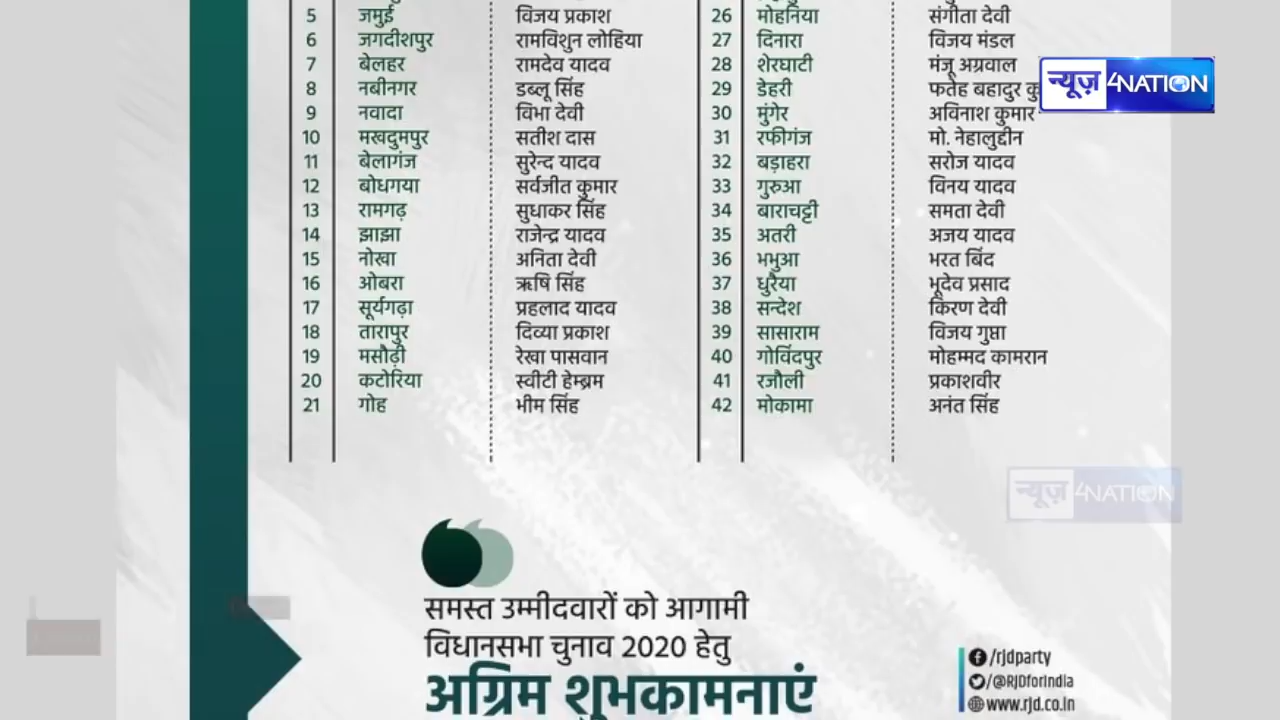 5 जमुई विजय प्रकाश
6 जगदीशपुर रामविशुन लोहिया
7 बेलहर रामदेव यादव
8 नबीनगर डब्लू सिंह
9 नवादा विभा देवी
10 मखदुमपुर सतीश दास
11 बेलागंज सुरेन्द यादव
12 बोधगया सर्वजीत कुमार
13 रामगढ़ सुधाकर सिंह
14 झाझा राजेन्द्र यादव
15 नोखा अनिता देवी
16 ओबरा ऋषि सिंह
17 सूर्यगढ़ा प्रहलाद यादव
18 तारापुर दिव्या प्रकाश
19 मसौढ़ी रेखा पासवान
20 कटोरिया स्वीटी हेम्ब्रम
21 गोह भीम सिंह
26 मोहनिया संगीता देवी
27 दिनारा विजय मंडल
28 शेरघाटी मंजू अग्रवाल
29 डेहरी फतेह बहादुर
30 मुंगेर अविनाश कुमार
31 रफीगंज मो. नेहालुद्दीन
32 बड़ाहरा सरोज यादव
33 गुरुआ विनय यादव
34 बाराचट्टी समता देवी
35 अतरी अजय यादव
36 भभुआ भरत बिंद
37 धुरैया भूदेव प्रसाद
38 सन्देश किरण देवी
39 सासाराम विजय गुप्ता
40 गोविंदपुर मोहम्मद कामरान
41 रजौली प्रकाशवीर
42 मोकामा अनंत सिंह
न्यूज़ 4NATION
न्यूज़ 4NATION
समस्त उम्मीदवारों को आगामी
विधानसभा चुनाव 2020 हेतु
अग्रिम शुभकामनाएं
/rjdparty
/@RJDforIndia
www.rjd.co.in